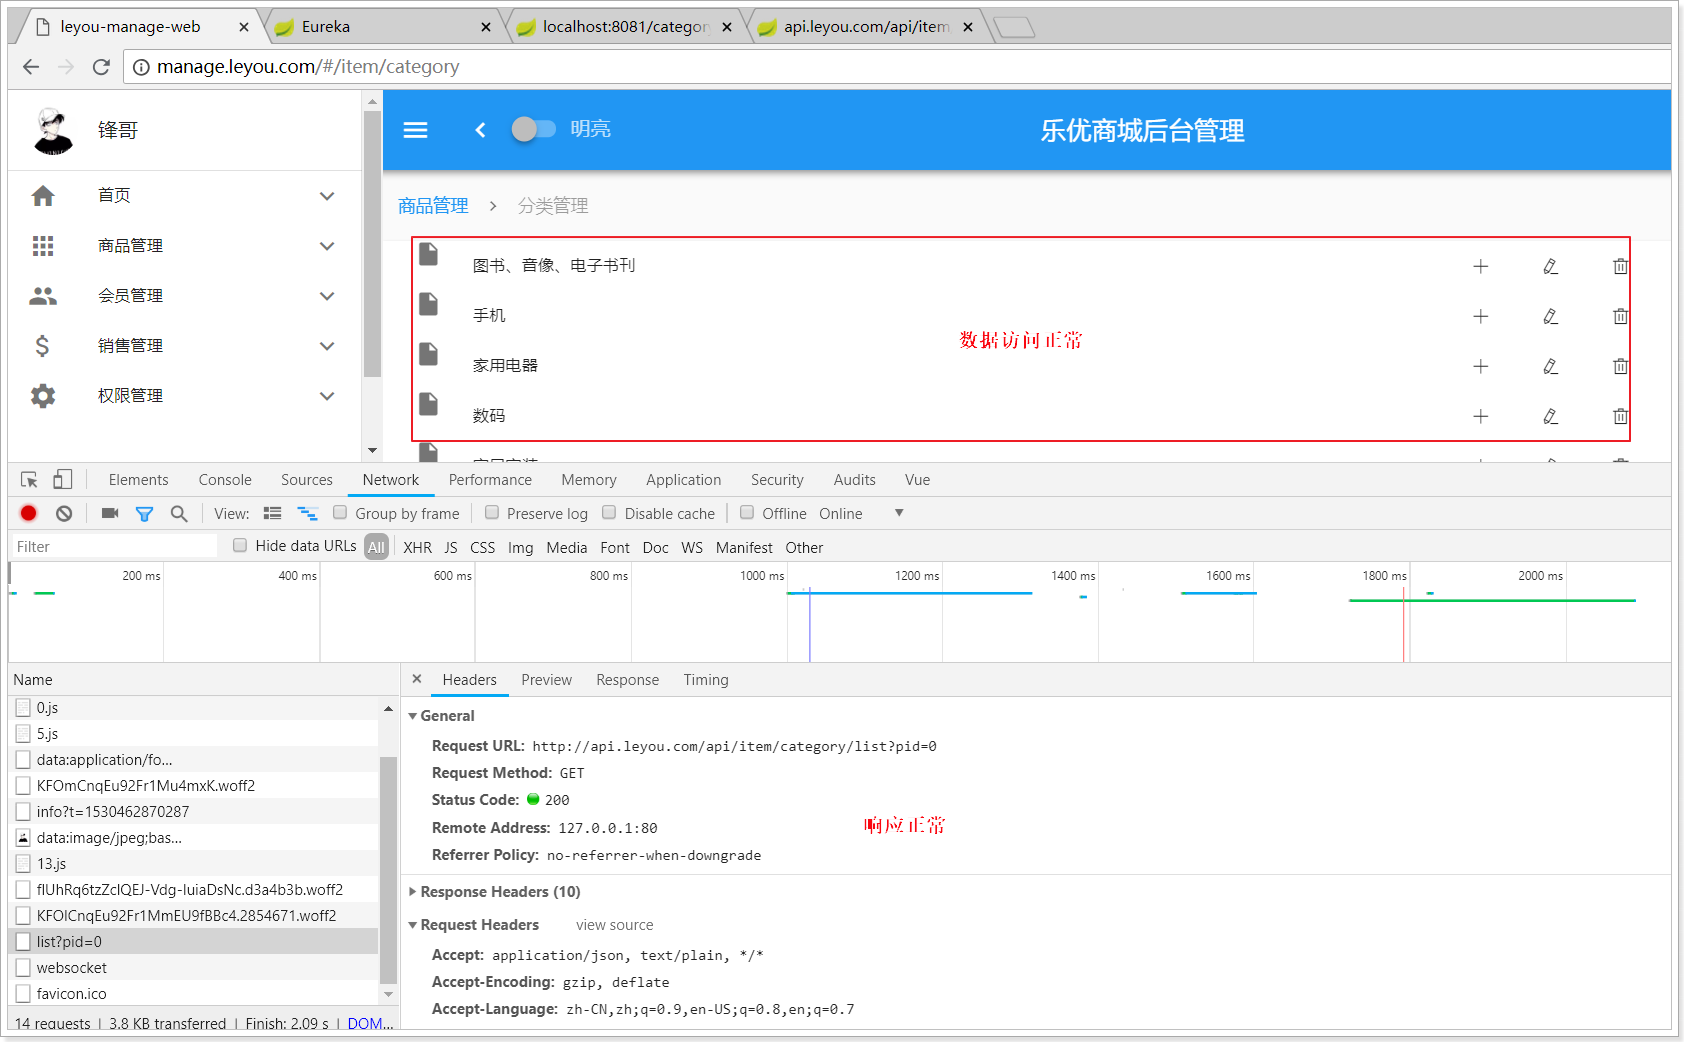 leyou-manage-web
Eureka
localhost:8081/category
api.leyou.com/api/item
manage.leyou.com/#/item/category
锋哥
明亮
乐优商城后台管理
首页
商品管理
会员管理
销售管理
权限管理
商品管理 > 分类管理
图书、音像、电子书刊
手机
家用电器
数码
数据访问正常
Elements Console Sources Network Performance Memory Application Security Audits Vue
View: Group by frame Preserve log Disable cache Offline Online
Filter Hide data URLs All XHR JS CSS Img Media Font Doc WS Manifest Other
200 ms 400 ms 600 ms 800 ms 1000 ms 1200 ms 1400 ms 1600 ms 1800 ms 2000 ms
Name
0.js
5.js
data:application/fo...
KFOmCnqEu92Fr1Mu4mxK.woff2
info?t=1530462870287
data:image/jpeg;bas...
13.js
flUhRq6tzZclQEJ-Vdg-IuiaDsNc.d3a4b3b.woff2
KFOlCnqEu92Fr1MmEU9fBBc4.2854671.woff2
list?pid=0
websocket
favicon.ico
14 requests | 3.8 KB transferred | Finish: 2.09 s | DOM...
Headers Preview Response Timing
General
Request URL: http://api.leyou.com/api/item/category/list?pid=0
Request Method: GET
Status Code: 200
Remote Address: 127.0.0.1:80
Referrer Policy: no-referrer-when-downgrade
响应正常
Response Headers (10)
Request Headers view source
Accept: application/json, text/plain, */*
Accept-Encoding: gzip, deflate
Accept-Language: zh-CN,zh;q=0.9,en-US;q=0.8,en;q=0.7